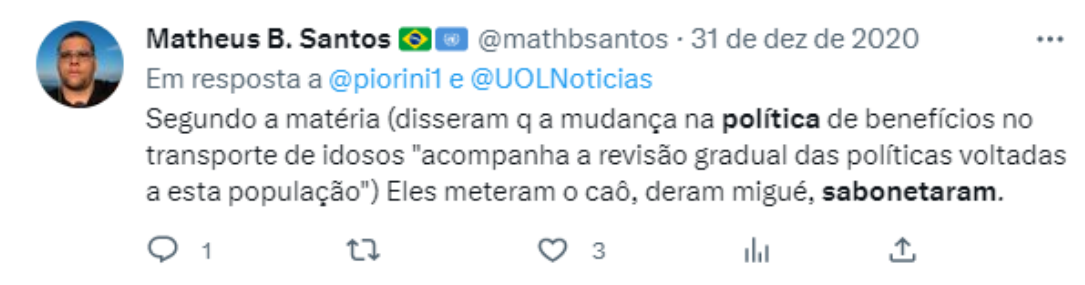 Matheus B. Santos 🇧🇷🇺🇳 @mathbsantos · 31 de dez de 2020
Em resposta a @piorini1 e @UOLNoticias
Segundo a matéria (disseram q a mudança na política de benefícios no
transporte de idosos "acompanha a revisão gradual das políticas voltadas
a esta população") Eles meteram o caô, deram migué, sabonetaram.
1 3